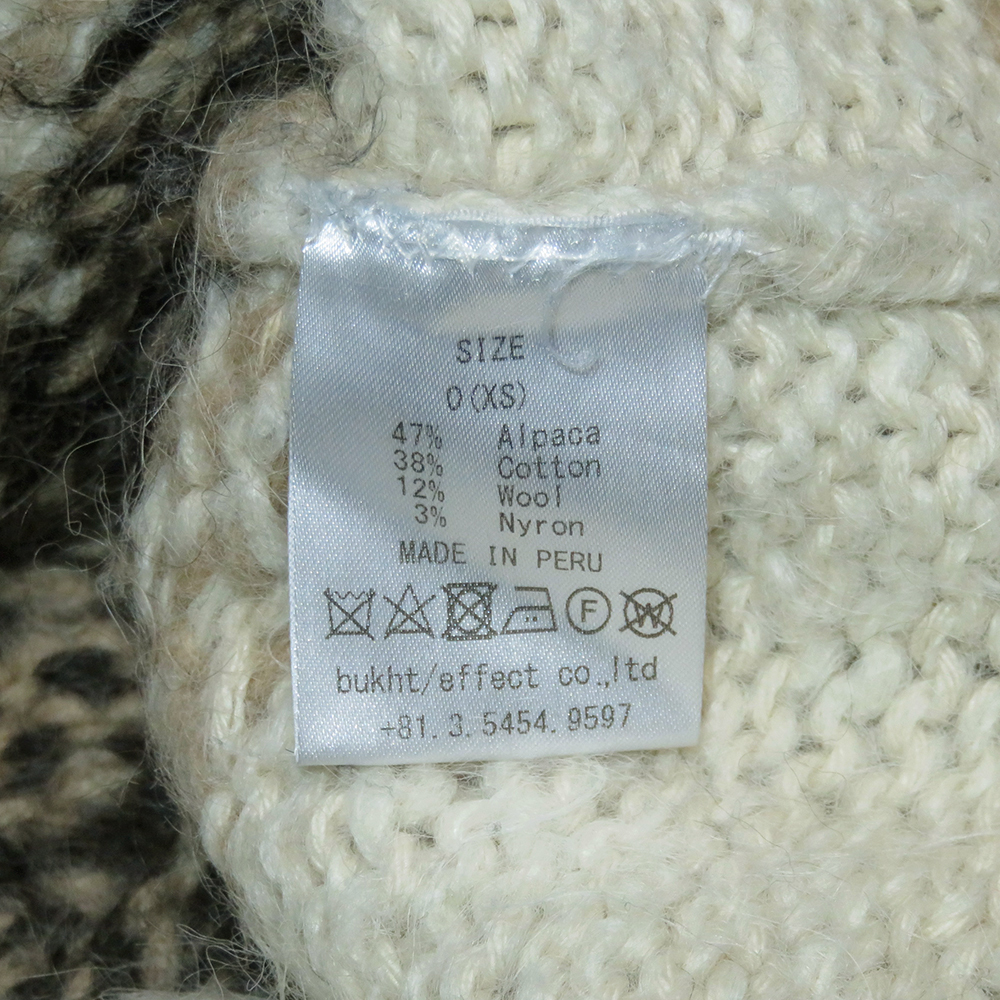 SIZE
0(XS)
47% Alpaca
38% Cotton
12% Wool
3% Nyron
MADE IN PERU
F W
bukht/effect co.,ltd
+81.3.5454.9597